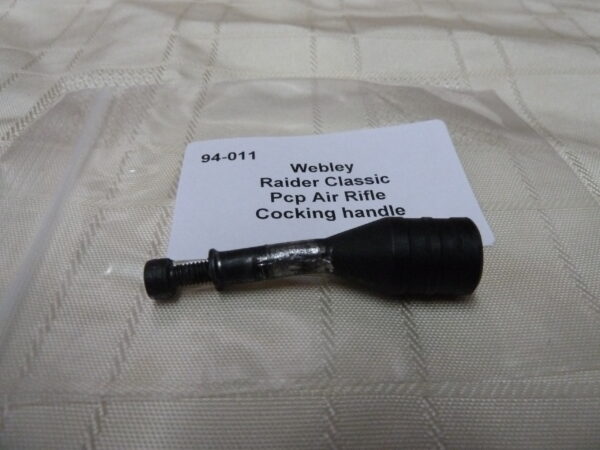 94-011
Webley
Raider Classic
Pcp Air Rifle
Cocking handle